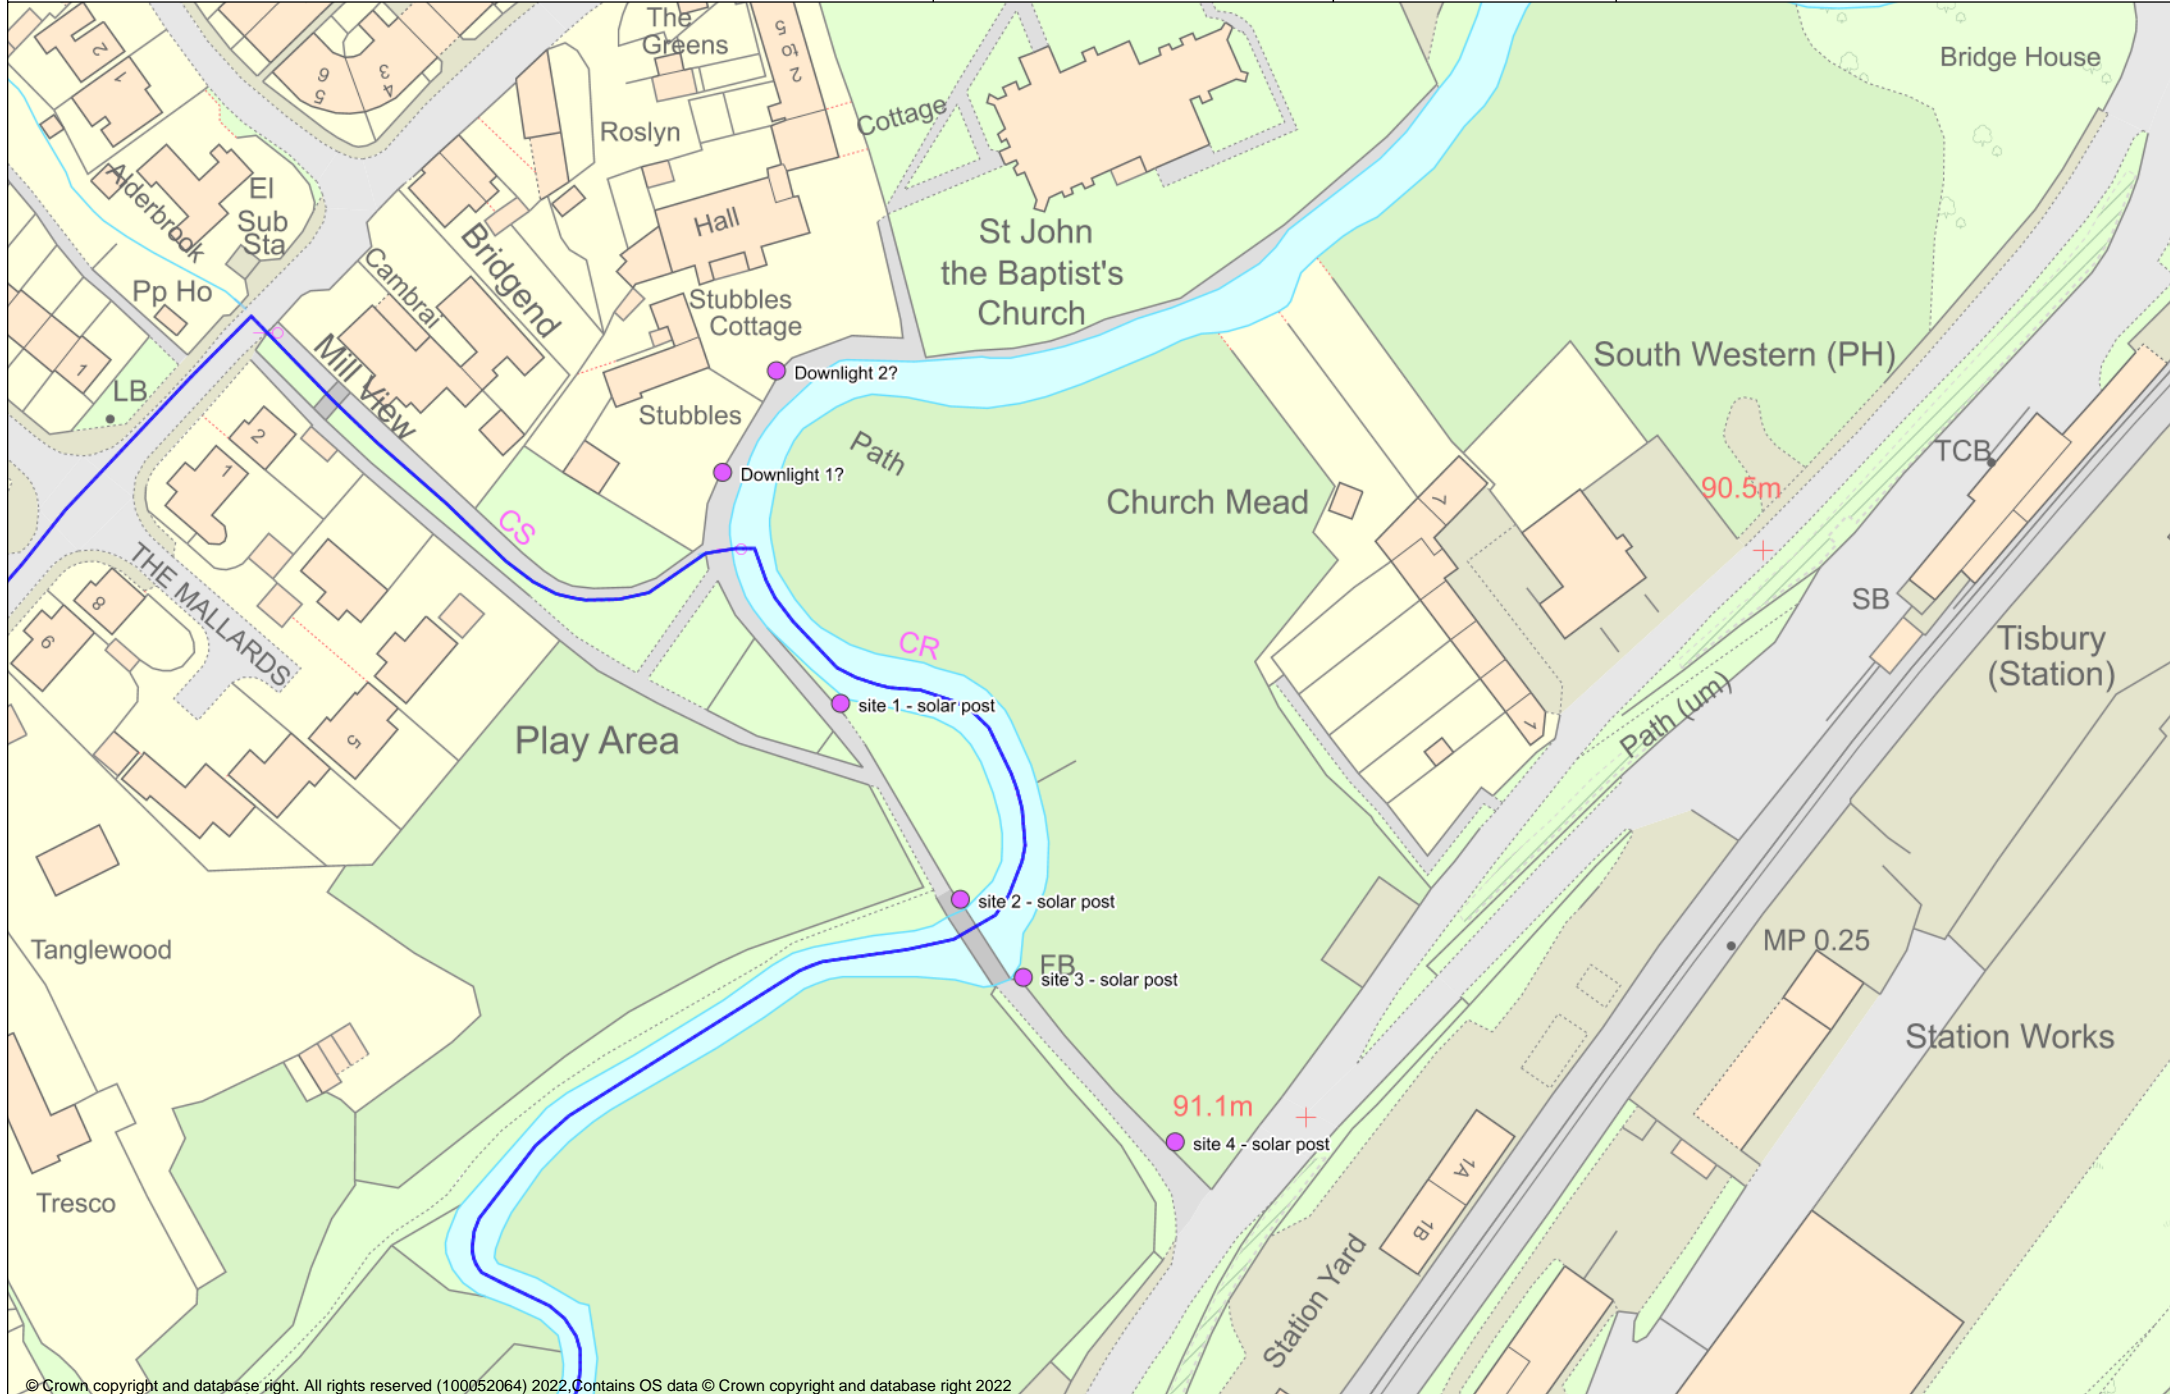 The
Greens
2 to 5
Bridge House
2
1
6
5
3
4
Roslyn
Cottage
Alderbrook
El
Sub
Sta
Hall
St John
the Baptist's
Church
Bridgend
Cambrai
Pp Ho
Stubbles
Cottage
Mill View
South Western (PH)
1
LB
Downlight 2?
Stubbles
Path
2
1
Downlight 1?
Church Mead
1
90.5m
TCB
CS
THE MALLARDS
8
6
CR
SB
Tisbury
(Station)
site 1 - solar post
Play Area
5
1
Path (um)
site 2 - solar post
Tanglewood
FB
site 3 - solar post
MP 0.25
Station Works
91.1m
site 4 - solar post
1A
1B
Tresco
Station Yard
© Crown copyright and database right. All rights reserved (100052064) 2022,Contains OS data © Crown copyright and database right 2022